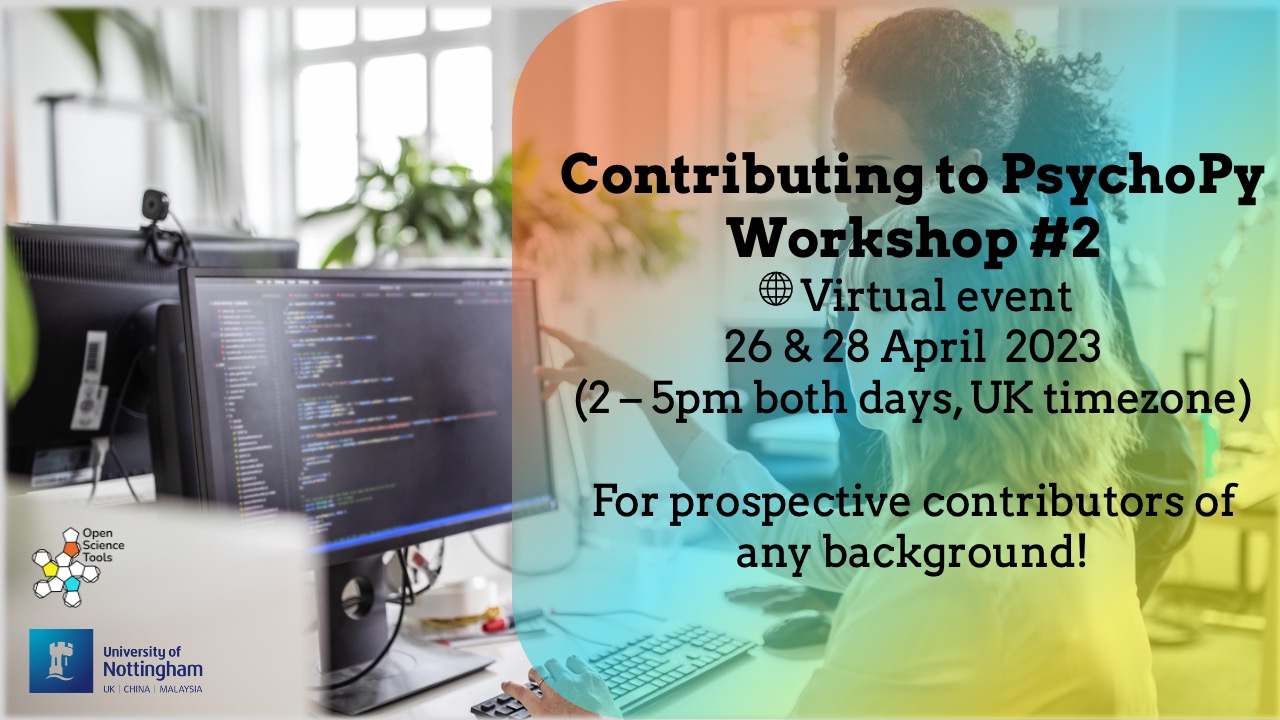 Contributing to PsychoPy
Workshop #2
Virtual event
26 & 28 April 2023
(2 – 5pm both days, UK timezone)
For prospective contributors of
any background!
Open
Science
Tools
University of
Nottingham
UK | CHINA | MALAYSIA